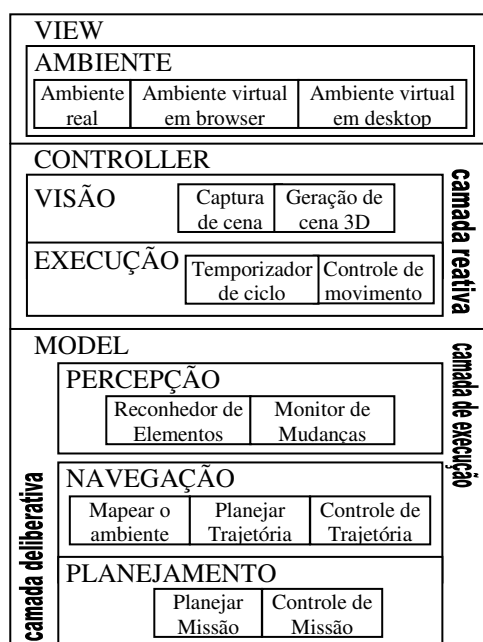 VIEW
AMBIENTE
Ambiente real
Ambiente virtual em browser
Ambiente virtual em desktop
CONTROLLER
VISÃO
Captura de cena
Geração de cena 3D
EXECUÇÃO
Temporizador de ciclo
Controle de movimento
camada reativa
MODEL
PERCEPÇÃO
Reconhedor de Elementos
Monitor de Mudanças
camada de execução
NAVEGAÇÃO
Mapear o ambiente
Planejar Trajetória
Controle de Trajetória
PLANEJAMENTO
Planejar Missão
Controle de Missão
camada deliberativa